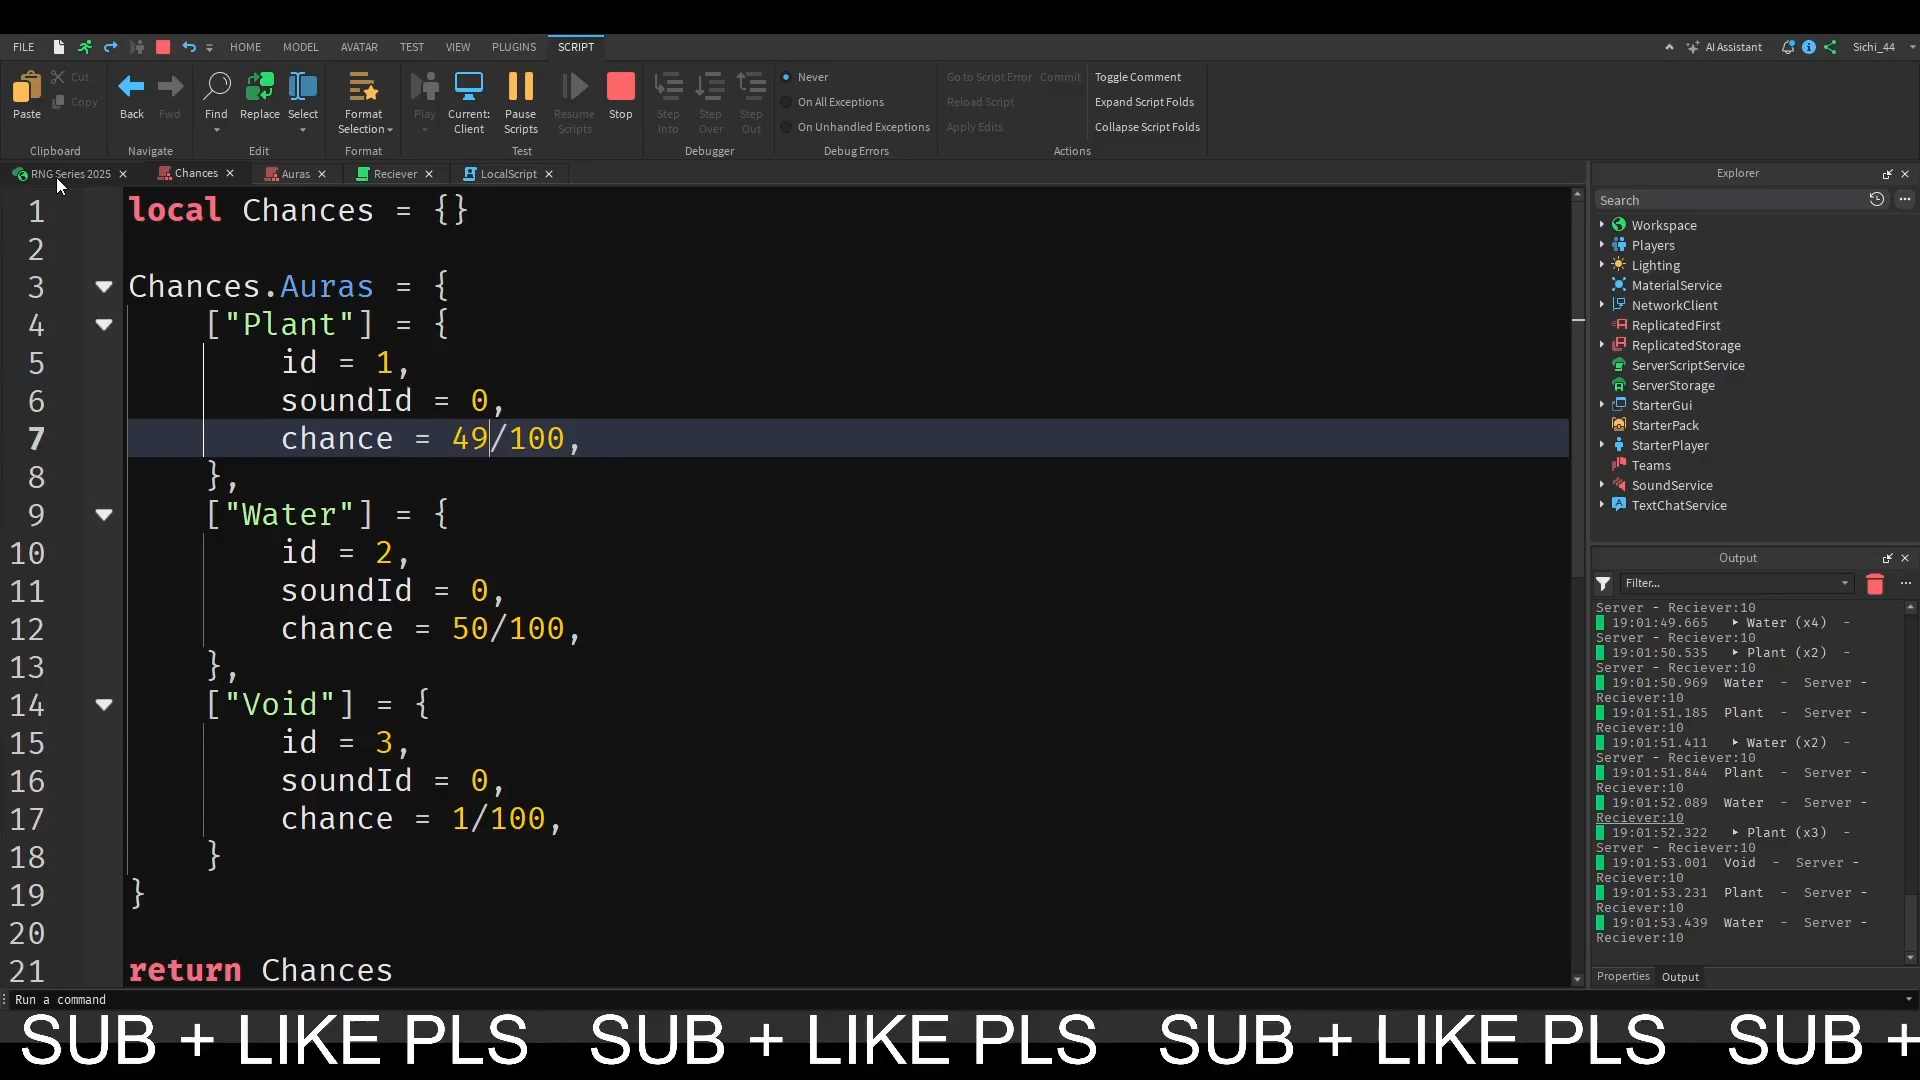 FILE HOME MODEL AVATAR TEST VIEW PLUGINS SCRIPT AI Assistant Sichi_44
Paste Cut Copy Back Fwd Find Replace Select Format Selection Play Current: Client Pause Scripts Resume Scripts Stop Step Into Step Over Step Out
Never
On All Exceptions
On Unhandled Exceptions
Go to Script Error Commit
Reload Script
Apply Edits
Toggle Comment
Expand Script Folds
Collapse Script Folds
Clipboard Navigate Edit Format Test Debugger Debug Errors Actions
RNG Series 2025 Chances Auras Reciever LocalScript
1 local Chances = {}
2
3 Chances.Auras = {
4 ["Plant"] = {
5 id = 1,
6 soundId = 0,
7 chance = 49/100,
8 },
9 ["Water"] = {
10 id = 2,
11 soundId = 0,
12 chance = 50/100,
13 },
14 ["Void"] = {
15 id = 3,
16 soundId = 0,
17 chance = 1/100,
18 }
19 }
20
21 return Chances
Explorer
Search
Workspace
Players
Lighting
MaterialService
NetworkClient
ReplicatedFirst
ReplicatedStorage
ServerScriptService
ServerStorage
StarterGui
StarterPack
StarterPlayer
Teams
SoundService
TextChatService
Output
Filter...
Server - Reciever:10
19:01:49.665 Water (x4) -
Server - Reciever:10
19:01:50.535 Plant (x2) -
Server - Reciever:10
19:01:50.969 Water - Server -
Reciever:10
19:01:51.185 Plant - Server -
Reciever:10
19:01:51.411 Water (x2) -
Server - Reciever:10
19:01:51.844 Plant - Server -
Reciever:10
19:01:52.089 Water - Server -
Reciever:10
19:01:52.322 Plant (x3) -
Server - Reciever:10
19:01:53.001 Void - Server -
Reciever:10
19:01:53.231 Plant - Server -
Reciever:10
19:01:53.439 Water - Server -
Reciever:10
Properties Output
Run a command
SUB + LIKE PLS SUB + LIKE PLS SUB + LIKE PLS SUB +